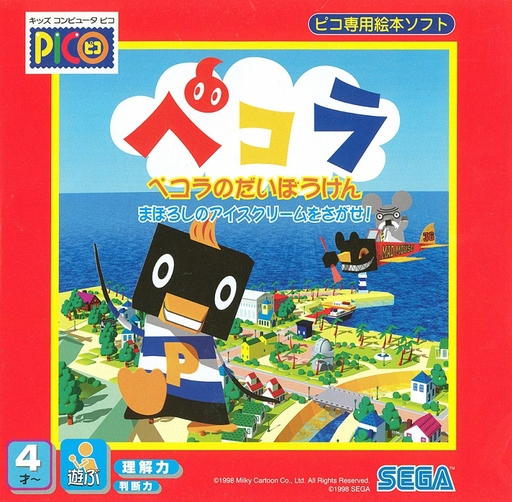 キッズ コンピュータ ピコ
PICO
ピコ
ピコ専用絵本ソフト
ペコラ
ペコラのだいぼうけん
まぼろしのアイスクリームをさがせ!
MAD MOUSE
36
P
4
才~
遊ぶ
理解力
判断力
©1998 Milky Cartoon Co., Ltd. All Rights Reserved.
©1998 SEGA
SEGA